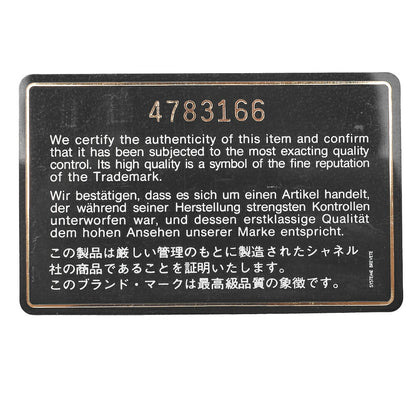 4783166
We certify the authenticity of this item and confirm
that it has been subjected to the most exacting quality
control. Its high quality is a symbol of the fine reputation
of the Trademark.
Wir bestätigen, dass es sich um einen Artikel handelt,
der während seiner Herstellung strengsten Kontrollen
unterworfen war, und dessen erstklassige Qualität
dem hohen Ansehen unserer Marke entspricht.
この製品は厳しい管理のもとに製造されたシャネル
社の商品であることを証明いたします。
このブランド・マークは最高級品質の象徴です。
SYSTEME BREVETE